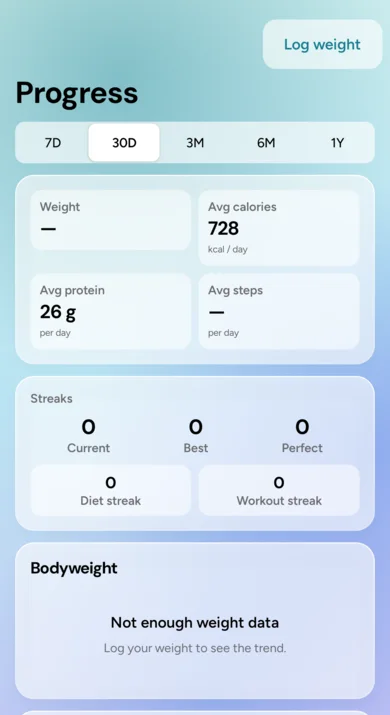 Log weight
Progress
7D 30D 3M 6M 1Y
Weight
—
Avg calories
728
kcal / day
Avg protein
26 g
per day
Avg steps
—
per day
Streaks
0 0 0
Current Best Perfect
0
Diet streak
0
Workout streak
Bodyweight
Not enough weight data
Log your weight to see the trend.